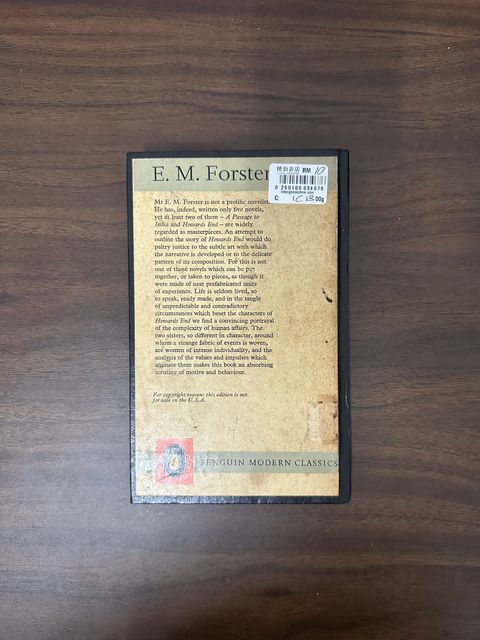 E. M. Forster
RM 10
0 250100 034676
C:
Mr E. M. Forster is not a prolific novelist.
He has, indeed, written only five novels,
yet at least two of them – A Passage to
India and Howards End – are widely
regarded as masterpieces. An attempt to
outline the story of Howards End would do
paltry justice to the subtle art with which
the narrative is developed or to the delicate
pattern of its composition. For this is not
one of those novels which can be put
together, or taken to pieces, as though it
were made of neat prefabricated units
of experience. Life is seldom lived, so
to speak, ready made, and in the tangle
of unpredictable and contradictory
circumstances which beset the characters of
Howards End we find a convincing portrayal
of the complexity of human affairs. The
two sisters, so different in character, around
whom a strange fabric of events is woven,
are women of intense individuality, and the
analysis of the values and impulses which
animate them makes this book an absorbing
scrutiny of motive and behaviour.
For copyright reasons this edition is not
for sale in the U.S.A.
PENGUIN MODERN CLASSICS